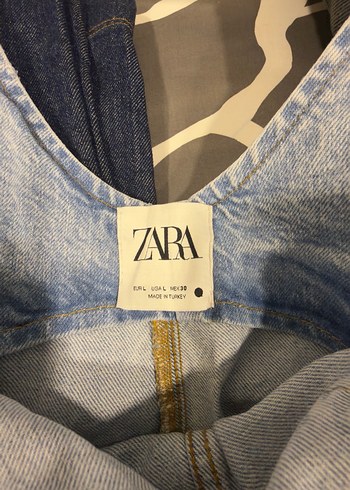 ZARA
EUR L USA L MEX 30
MADE IN TURKEY